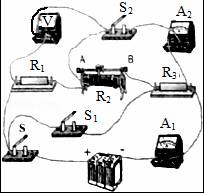 V S₂ A₂
A B
R₁ R₂ R₃
S₁
S A₁
+ -